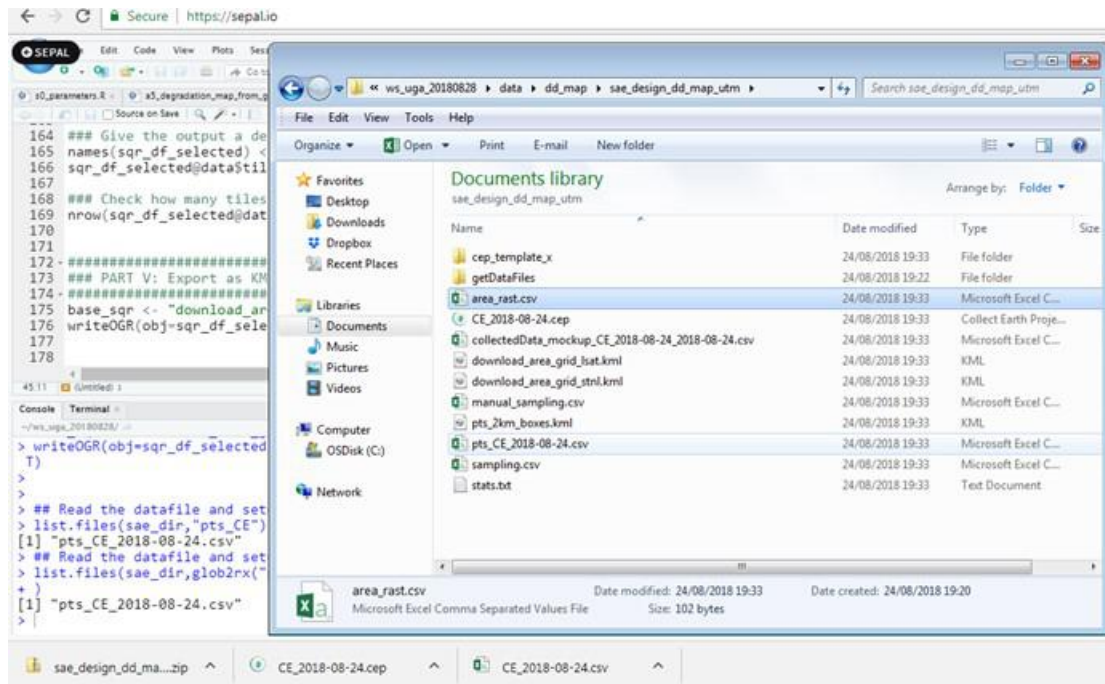 Secure | https://sepal.io
SEPAL Edit Code View Plots
s0_parameters.R
Source on Save
164 ### Give the output a de
165 names(sqr_df_selected) <
166 sqr_df_selected@data$til
167
168 ### Check how many tiles
169 nrow(sqr_df_selected@dat
170
171
172 - ########################
173 ### PART V: Export as KM
174 - ########################
175 base_sqr <- "download_ar
176 writeOGR(obj=sqr_df_sele
177
178
45:11 (Untitled)
Console Terminal
~/ws_uga_20180828/
> writeOGR(obj=sqr_df_selected
T)
>
>
> ## Read the datafile and set
> list.files(sae_dir,"pts_CE")
[1] "pts_CE_2018-08-24.csv"
> ## Read the datafile and set
> list.files(sae_dir,glob2rx("
+ )
[1] "pts_CE_2018-08-24.csv"
>
« ws_uga_20180828 ▸ data ▸ dd_map ▸ sae_design_dd_map_utm ▸
Search sae_design_dd_map_utm
File Edit View Tools Help
Organize Open Print E-mail New folder
Favorites
Desktop
Downloads
Dropbox
Recent Places
Libraries
Documents
Music
Pictures
Videos
Computer
OSDisk (C:)
Network
Documents library
sae_design_dd_map_utm
Arrange by: Folder
Name Date modified Type Size
cep_template_x 24/08/2018 19:33 File folder
getDataFiles 24/08/2018 19:22 File folder
area_rast.csv 24/08/2018 19:33 Microsoft Excel C...
CE_2018-08-24.cep 24/08/2018 19:33 Collect Earth Proje...
collectedData_mockup_CE_2018-08-24_2018-08-24.csv 24/08/2018 19:33 Microsoft Excel C...
download_area_grid_lsat.kml 24/08/2018 19:33 KML
download_area_grid_stnl.kml 24/08/2018 19:33 KML
manual_sampling.csv 24/08/2018 19:33 Microsoft Excel C...
pts_2km_boxes.kml 24/08/2018 19:33 KML
pts_CE_2018-08-24.csv 24/08/2018 19:33 Microsoft Excel C...
sampling.csv 24/08/2018 19:33 Microsoft Excel C...
stats.txt 24/08/2018 19:33 Text Document
area_rast.csv Date modified: 24/08/2018 19:33 Date created: 24/08/2018 19:20
Microsoft Excel Comma Separated Values File Size: 102 bytes
sae_design_dd_ma....zip CE_2018-08-24.cep CE_2018-08-24.csv